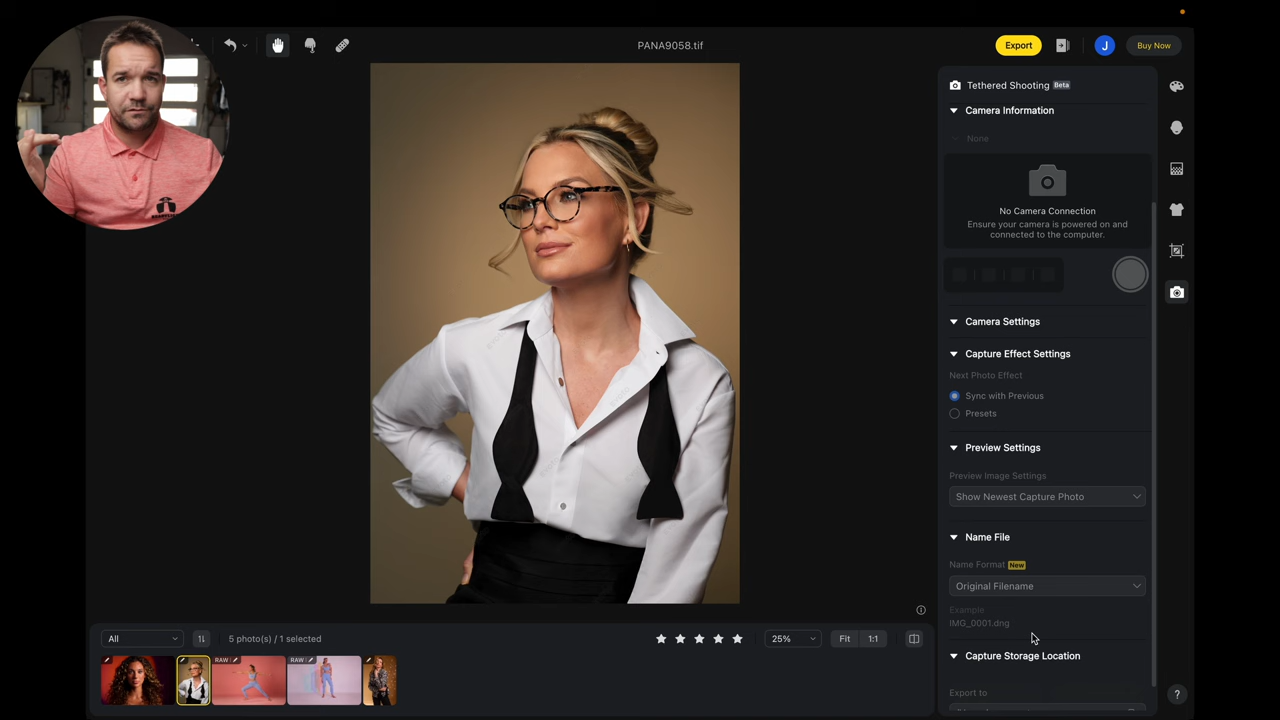 PANA9058.tif
Export
J
Buy Now
Tethered Shooting Beta
Camera Information
None
No Camera Connection
Ensure your camera is powered on and
connected to the computer.
Camera Settings
Capture Effect Settings
Next Photo Effect
Sync with Previous
Presets
Preview Settings
Preview Image Settings
Show Newest Capture Photo
Name File
Name Format New
Original Filename
Example
IMG_0001.dng
Capture Storage Location
Export to
All
5 photo(s) / 1 selected
25%
Fit
1:1
RAW
RAW
?